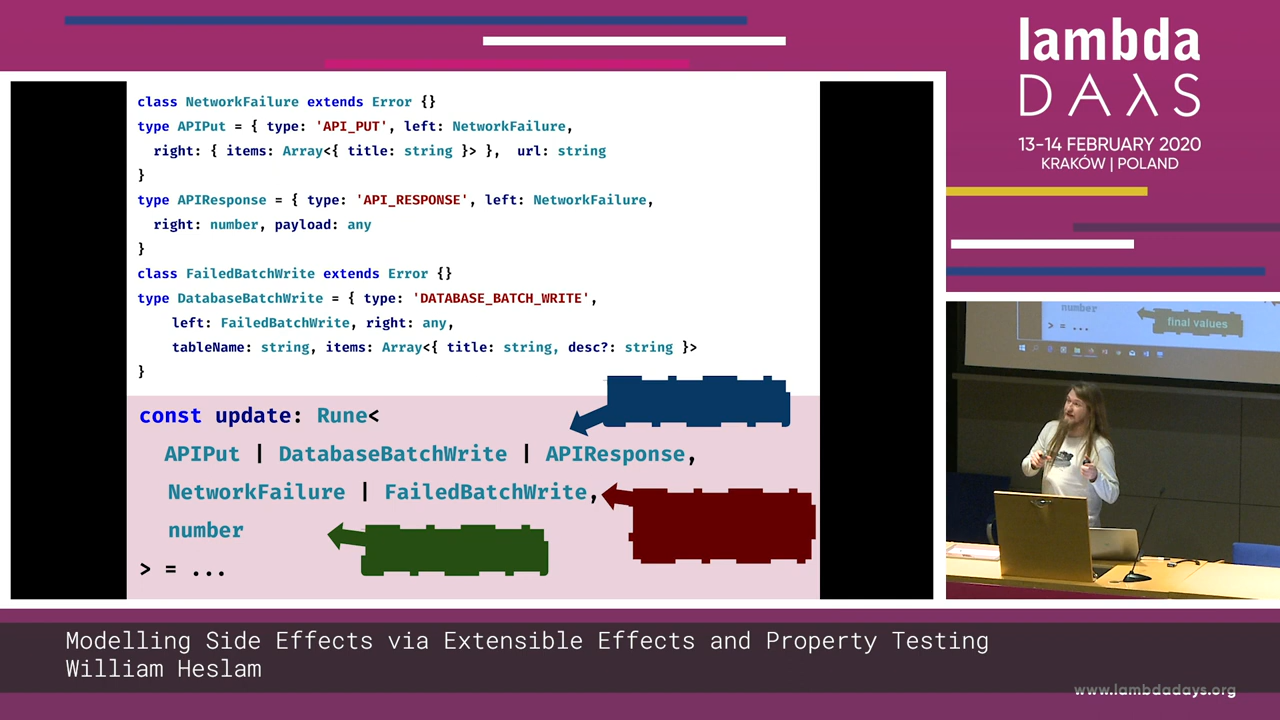 lambda
DAλS
13-14 FEBRUARY 2020
KRAKÓW | POLAND
class NetworkFailure extends Error {}
type APIPut = { type: 'API_PUT', left: NetworkFailure,
right: { items: Array<{ title: string }> }, url: string
}
type APIResponse = { type: 'API_RESPONSE', left: NetworkFailure,
right: number, payload: any
}
class FailedBatchWrite extends Error {}
type DatabaseBatchWrite = { type: 'DATABASE_BATCH_WRITE',
left: FailedBatchWrite, right: any,
tableName: string, items: Array<{ title: string, desc?: string }>
}
const update: Rune<
APIPut | DatabaseBatchWrite | APIResponse,
NetworkFailure | FailedBatchWrite,
number
> = ...
number
final values
> = ...
Modelling Side Effects via Extensible Effects and Property Testing
William Heslam
www.lambdadays.org